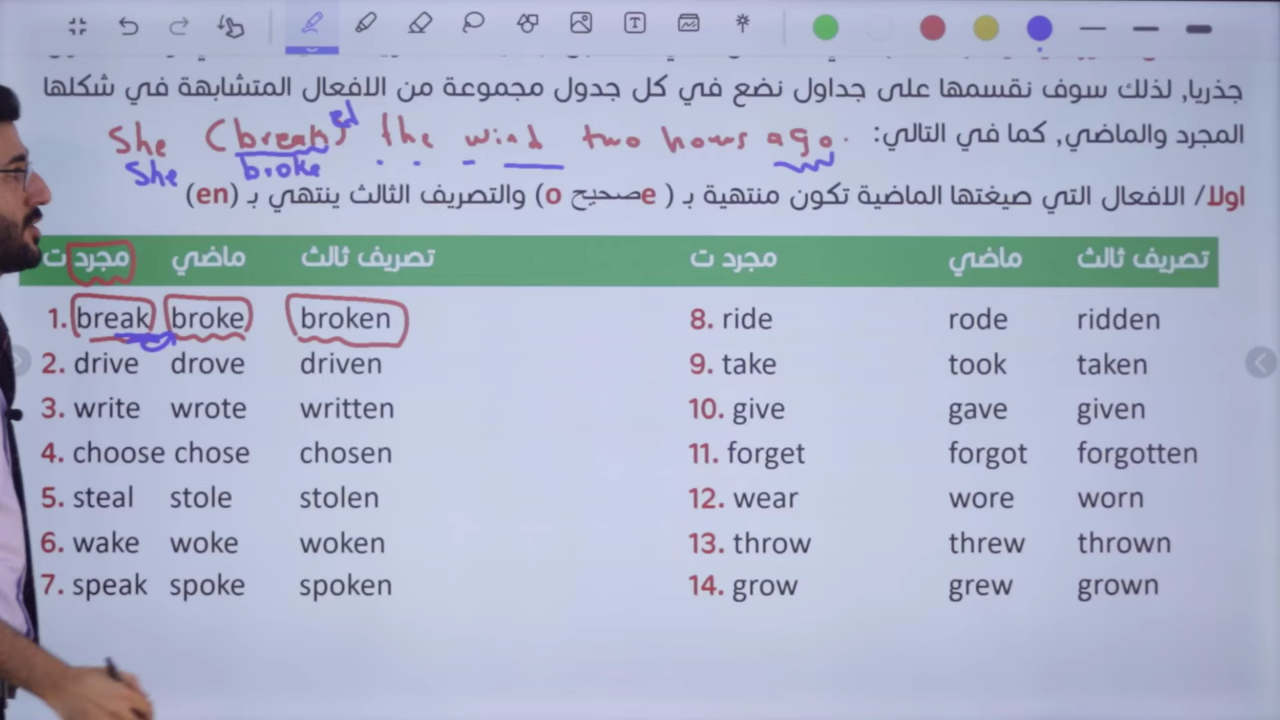 جذريا, لذلك سوف نقسمها على جداول نضع في كل جدول مجموعة من الافعال المتشابهة في شكلها
المجرد والماضي, كما في التالي:
She (break) ed the wind two hours ago.
She broke
اولا/ الافعال التي صيغتها الماضية تكون منتهية بـ ( e صحيح o) والتصريف الثالث ينتهي بـ (en)
ت مجرد ماضي تصريف ثالث ت مجرد ماضي تصريف ثالث
1. break broke broken 8. ride rode ridden
2. drive drove driven 9. take took taken
3. write wrote written 10. give gave given
4. choose chose chosen 11. forget forgot forgotten
5. steal stole stolen 12. wear wore worn
6. wake woke woken 13. throw threw thrown
7. speak spoke spoken 14. grow grew grown